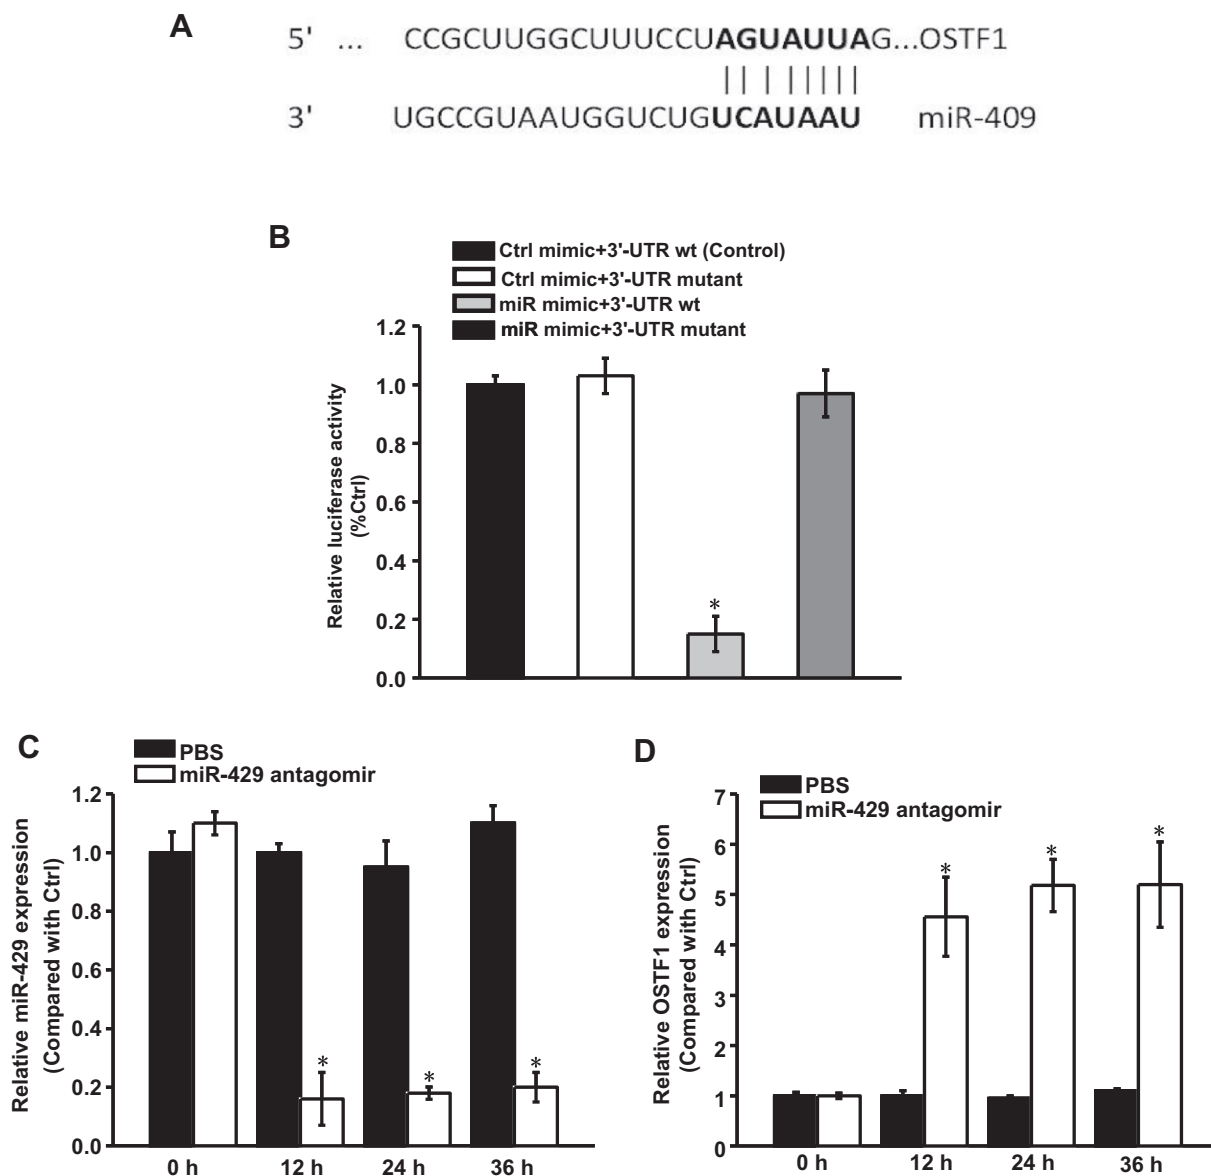 A
5' ... CCGCUUGGCUUUCCUAGUAUUAG...OSTF1
3' UGCCGUAAUGGUCUGUCAUAAU miR-409
B
Ctrl mimic+3'-UTR wt (Control)
Ctrl mimic+3'-UTR mutant
miR mimic+3'-UTR wt
miR mimic+3'-UTR mutant
Relative luciferase activity
(%Ctrl)
1.2
1.0
0.8
0.6
0.4
0.2
0.0
*
C
PBS
miR-429 antagomir
Relative miR-429 expression
(Compared with Ctrl)
1.2
1.0
0.8
0.6
0.4
0.2
0.0
* * *
0 h 12 h 24 h 36 h
D
PBS
miR-429 antagomir
Relative OSTF1 expression
(Compared with Ctrl)
7
6
5
4
3
2
1
0
* * *
0 h 12 h 24 h 36 h